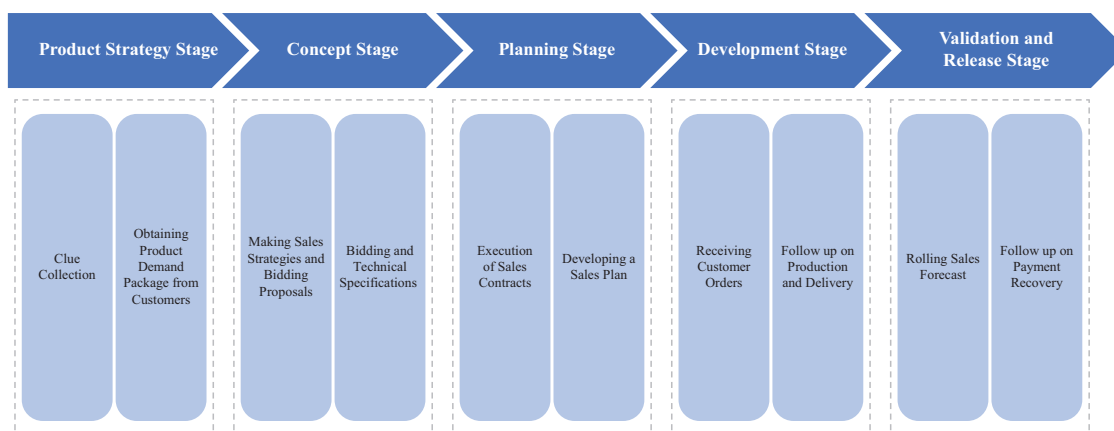 Product Strategy Stage
Concept Stage
Planning Stage
Development Stage
Validation and
Release Stage
Clue
Collection
Obtaining
Product
Demand
Package from
Customers
Making Sales
Strategies and
Bidding
Proposals
Bidding and
Technical
Specifications
Execution
of Sales
Contracts
Developing a
Sales Plan
Receiving
Customer
Orders
Follow up on
Production
and Delivery
Rolling Sales
Forecast
Follow up on
Payment
Recovery